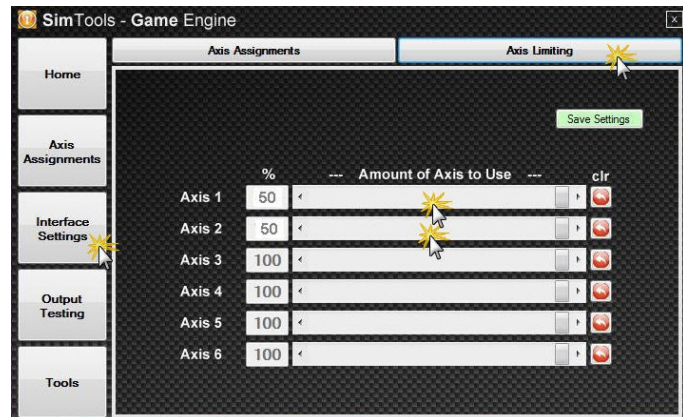 SimTools - Game Engine
x
Axis Assignments
Axis Limiting
Home
Save Settings
Axis
Assignments
% --- Amount of Axis to Use --- clr
Axis 1 50
Interface
Settings
Axis 2 50
Axis 3 100
Output
Testing
Axis 4 100
Axis 5 100
Axis 6 100
Tools